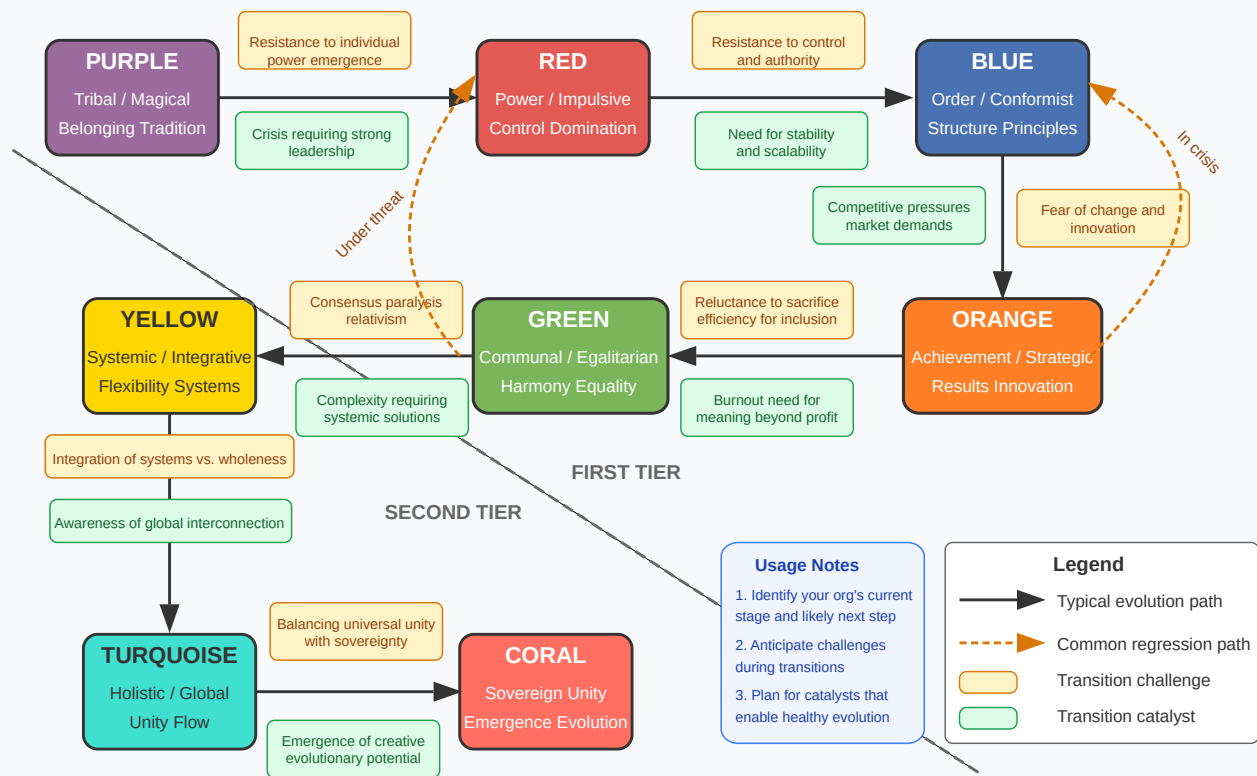 PURPLE
Tribal / Magical
Belonging Tradition
Resistance to individual
power emergence
Crisis requiring strong
leadership
RED
Power / Impulsive
Control Domination
Resistance to control
and authority
Need for stability
and scalability
BLUE
Order / Conformist
Structure Principles
In crisis
Under threat
Competitive pressures
market demands
Fear of change and
innovation
YELLOW
Systemic / Integrative
Flexibility Systems
Consensus paralysis
relativism
Complexity requiring
systemic solutions
GREEN
Communal / Egalitarian
Harmony Equality
Reluctance to sacrifice
efficiency for inclusion
Burnout need for
meaning beyond profit
ORANGE
Achievement / Strategic
Results Innovation
Integration of systems vs. wholeness
Awareness of global interconnection
FIRST TIER
SECOND TIER
TURQUOISE
Holistic / Global
Unity Flow
Balancing universal unity
with sovereignty
Emergence of creative
evolutionary potential
CORAL
Sovereign Unity
Emergence Evolution
Usage Notes
1. Identify your org's current
stage and likely next step
2. Anticipate challenges
during transitions
3. Plan for catalysts that
enable healthy evolution
Legend
Typical evolution path
Common regression path
Transition challenge
Transition catalyst